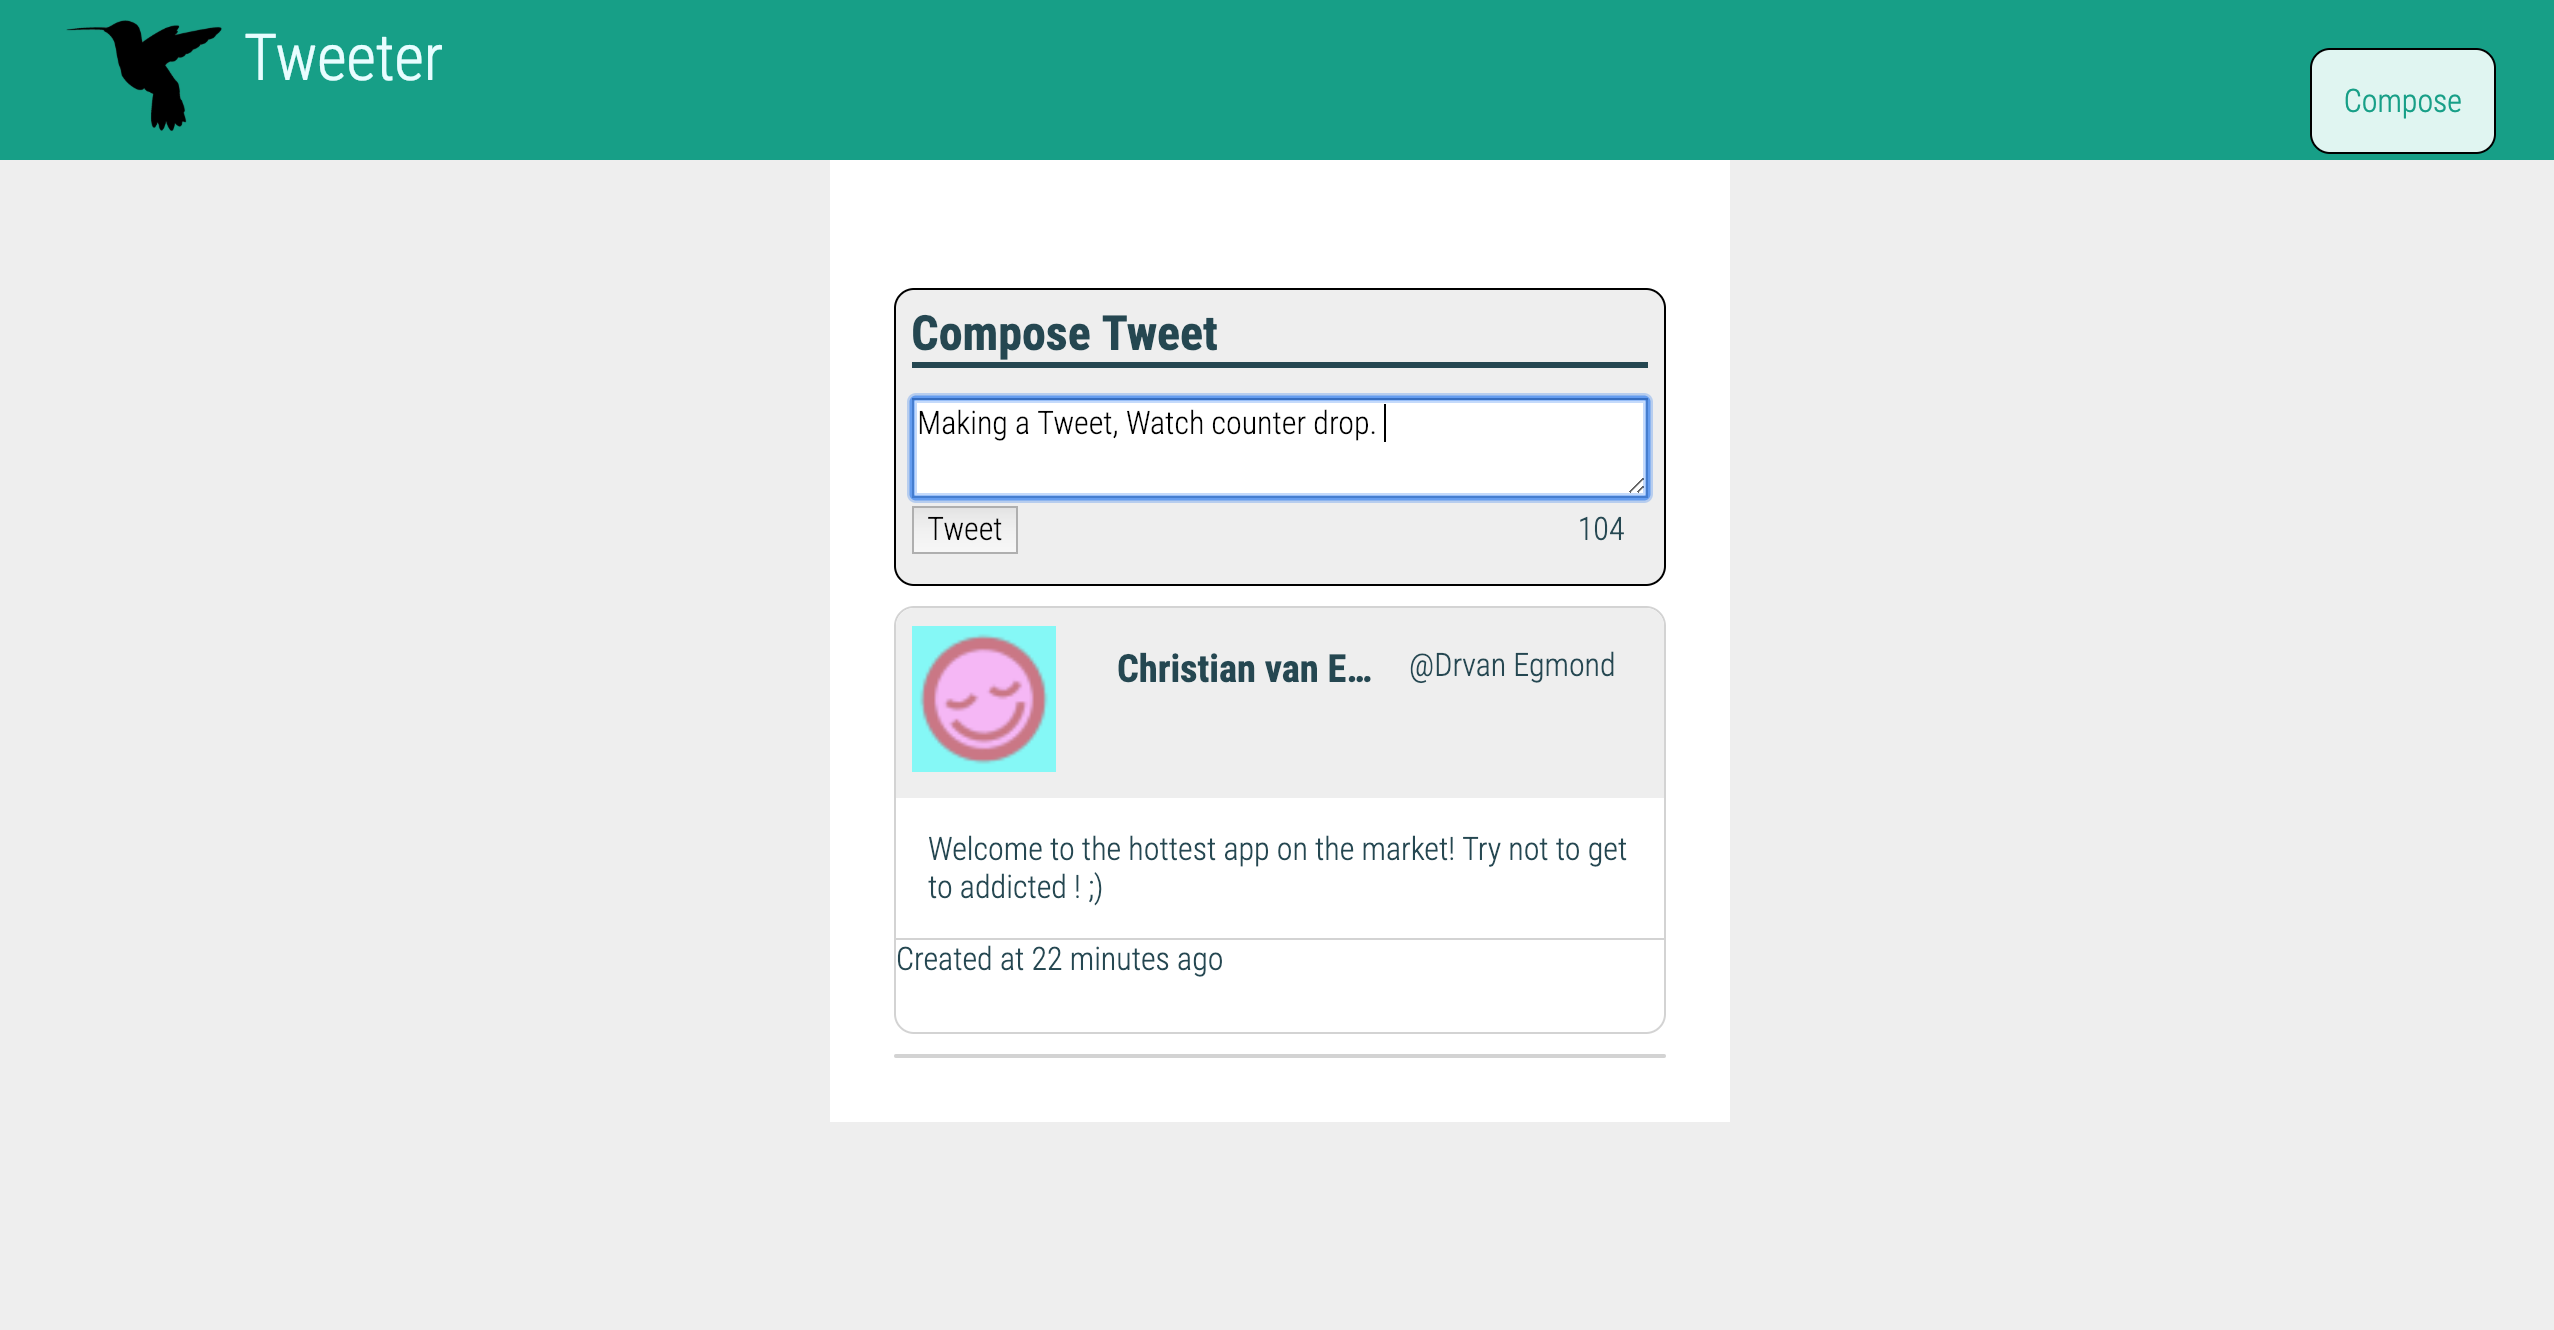 Tweeter
Compose
Compose Tweet
Making a Tweet, Watch counter drop.
Tweet
104
Christian van E...
@Drvan Egmond
Welcome to the hottest app on the market! Try not to get
to addicted ! ;)
Created at 22 minutes ago